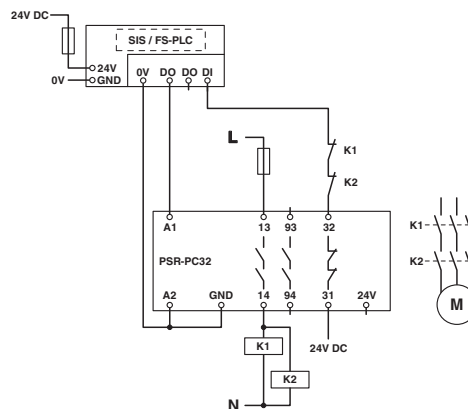 24V DC
SIS / FS-PLC
24V
0V GND
0V DO DO DI
L
K1
K2
A1 13 93 32
PSR-PC32
A2 GND 14 94 31 24V
K1
K2
24V DC
N
K1
K2
M